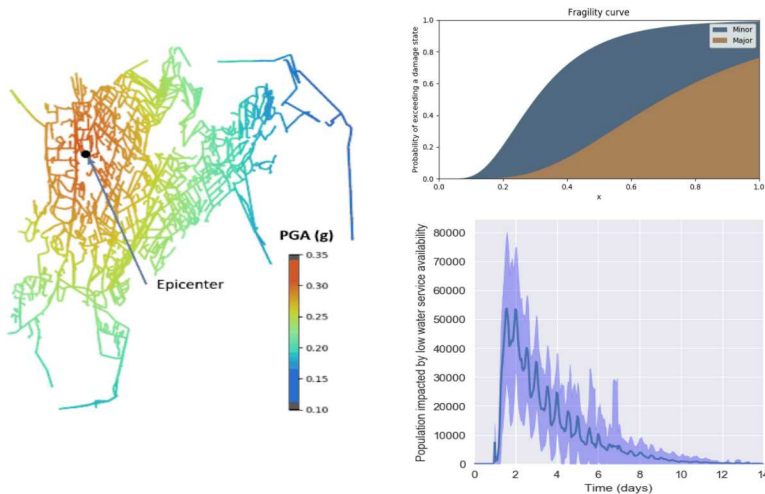 PGA (g)
0.35
0.30
0.25
0.20
0.15
0.10
Epicenter
Fragility curve
Minor
Major
Probability of exceeding a damage state
1.0
0.8
0.6
0.4
0.2
0.0
0.0 0.2 0.4 0.6 0.8 1.0
x
Population impacted by low water service availability
80000
70000
60000
50000
40000
30000
20000
10000
0
0 2 4 6 8 10 12 14
Time (days)